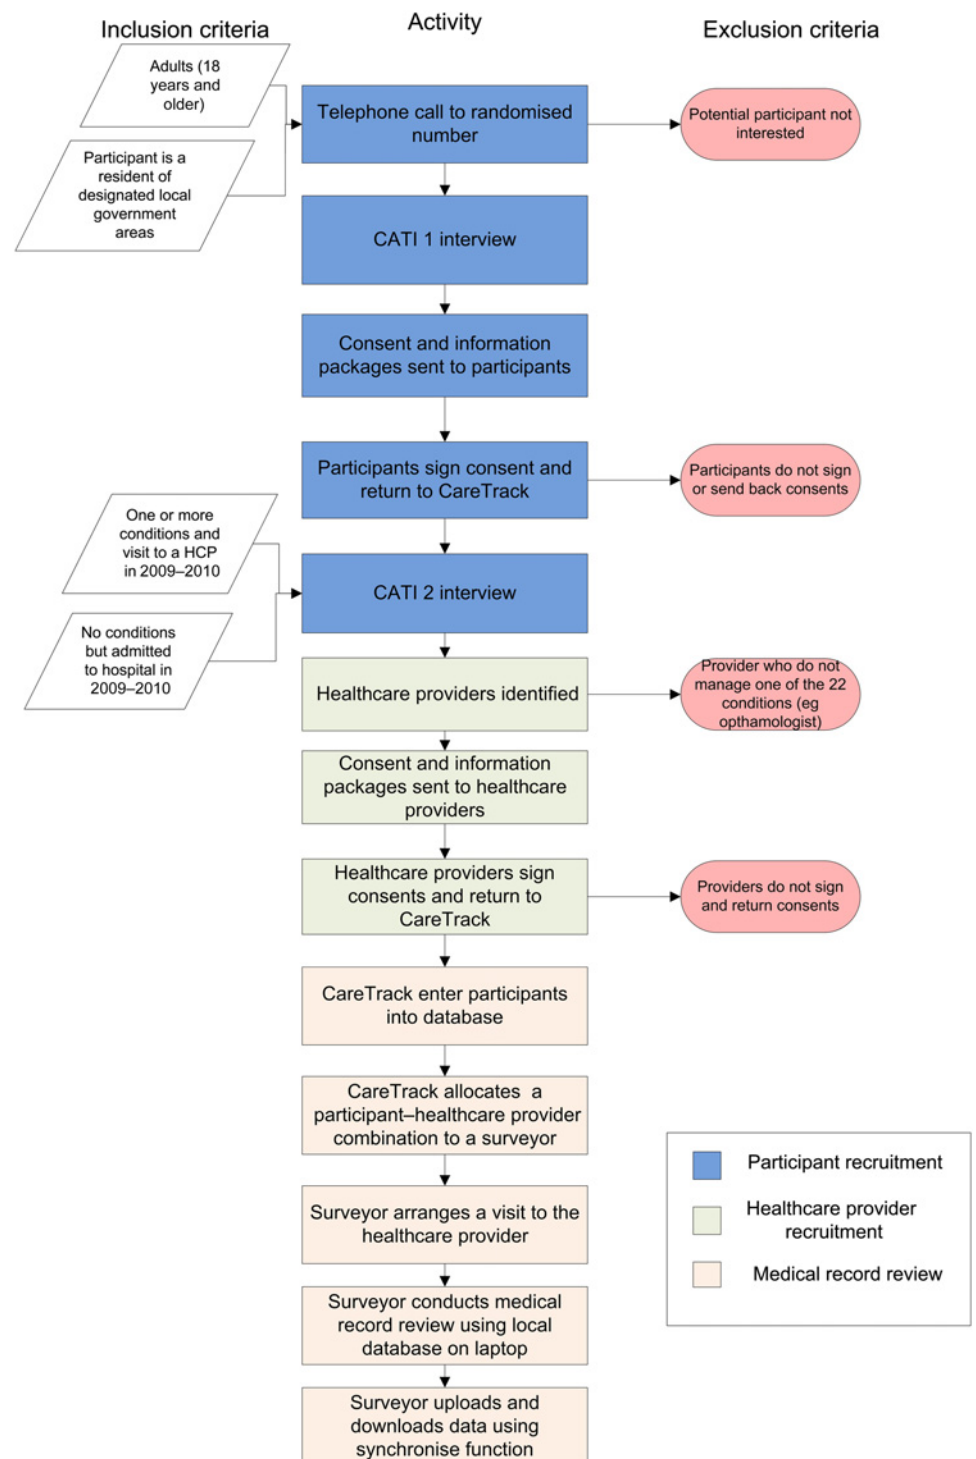 Inclusion criteria
Activity
Exclusion criteria
Adults (18
years and
older)
Telephone call to randomised
number
Potential participant not
interested
Participant is a
resident of
designated local
government
areas
CATI 1 interview
Consent and information
packages sent to participants
Participants sign consent and
return to CareTrack
Participants do not sign
or send back consents
One or more
conditions and
visit to a HCP
in 2009–2010
CATI 2 interview
No conditions
but admitted
to hospital in
2009–2010
Healthcare providers identified
Provider who do not
manage one of the 22
conditions (eg
opthamologist)
Consent and information
packages sent to healthcare
providers
Healthcare providers sign
consents and return to
CareTrack
Providers do not sign
and return consents
CareTrack enter participants
into database
CareTrack allocates a
participant–healthcare provider
combination to a surveyor
Surveyor arranges a visit to the
healthcare provider
Surveyor conducts medical
record review using local
database on laptop
Surveyor uploads and
downloads data using
synchronise function
Participant recruitment
Healthcare provider
recruitment
Medical record review